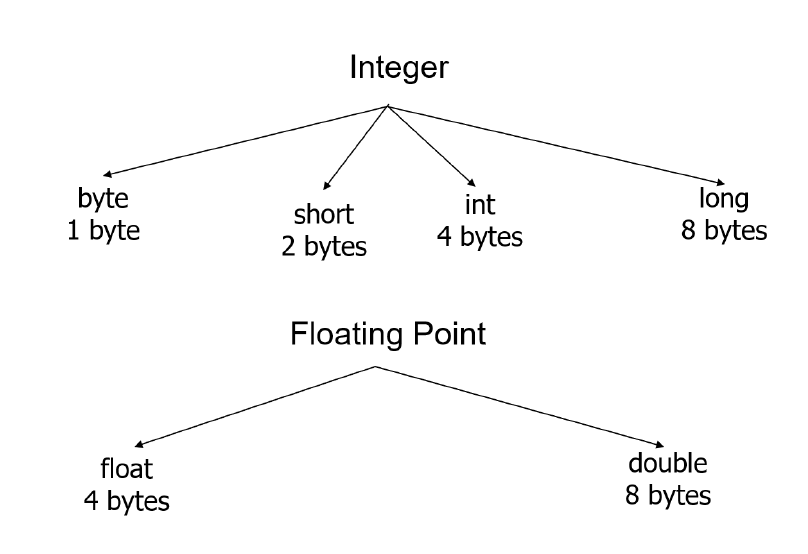 Integer
byte
1 byte
short
2 bytes
int
4 bytes
long
8 bytes
Floating Point
float
4 bytes
double
8 bytes